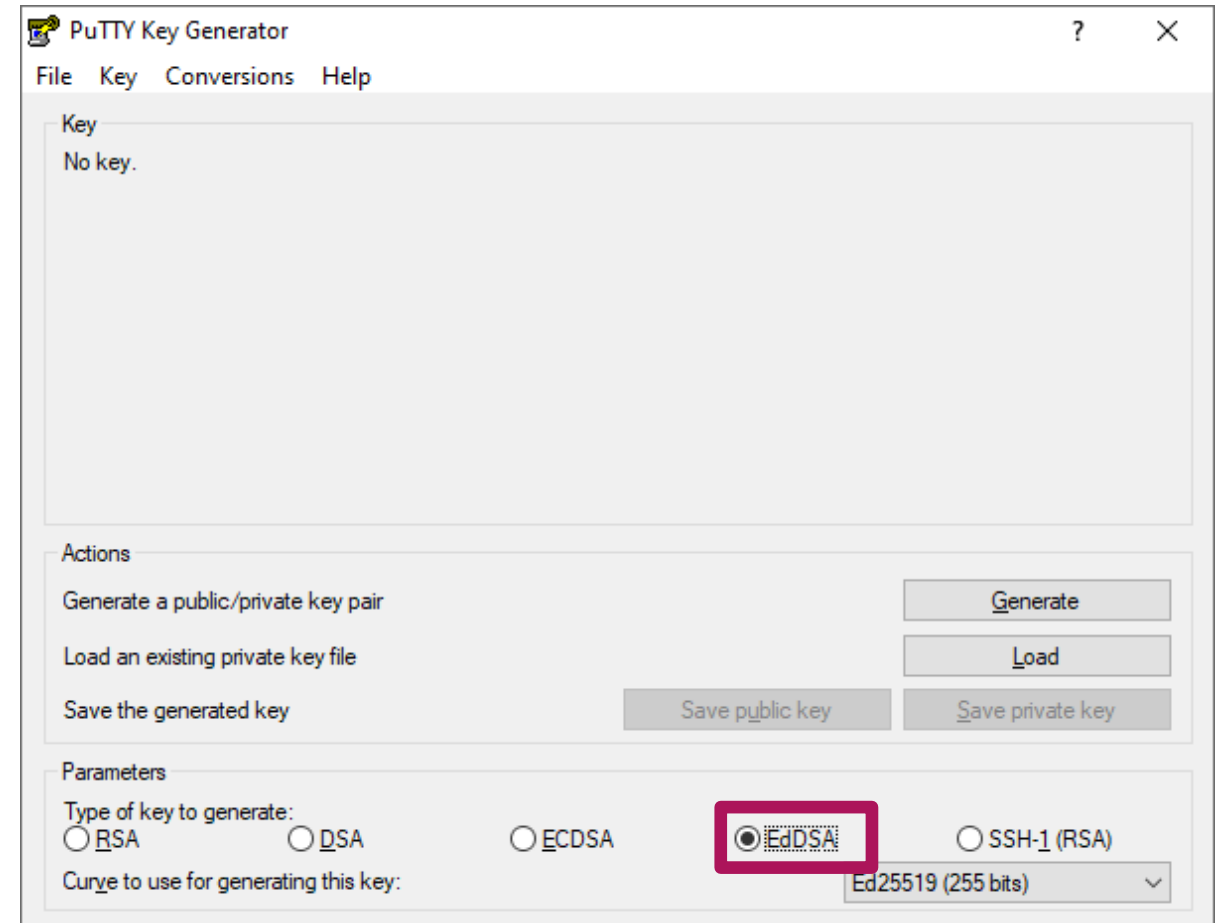 PuTTY Key Generator ?
File Key Conversions Help
Key
No key.
Actions
Generate a public/private key pair Generate
Load an existing private key file Load
Save the generated key Save public key Save private key
Parameters
Type of key to generate:
RSA DSA ECDSA EdDSA SSH-1 (RSA)
Curve to use for generating this key: Ed25519 (255 bits)